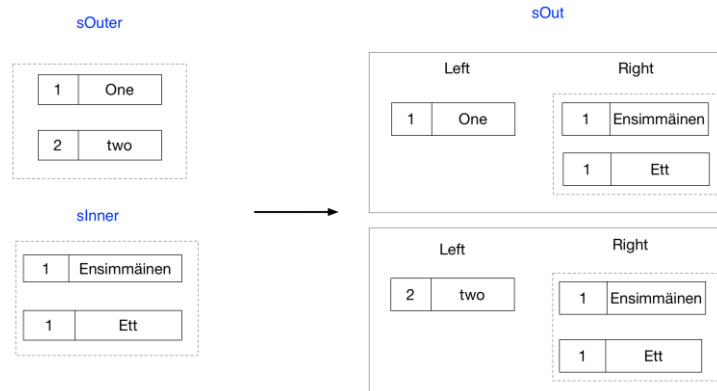 sOuter
1 One
2 two
sInner
1 Ensimmäinen
1 Ett
sOut
Left Right
1 One 1 Ensimmäinen
1 Ett
Left Right
2 two 1 Ensimmäinen
1 Ett